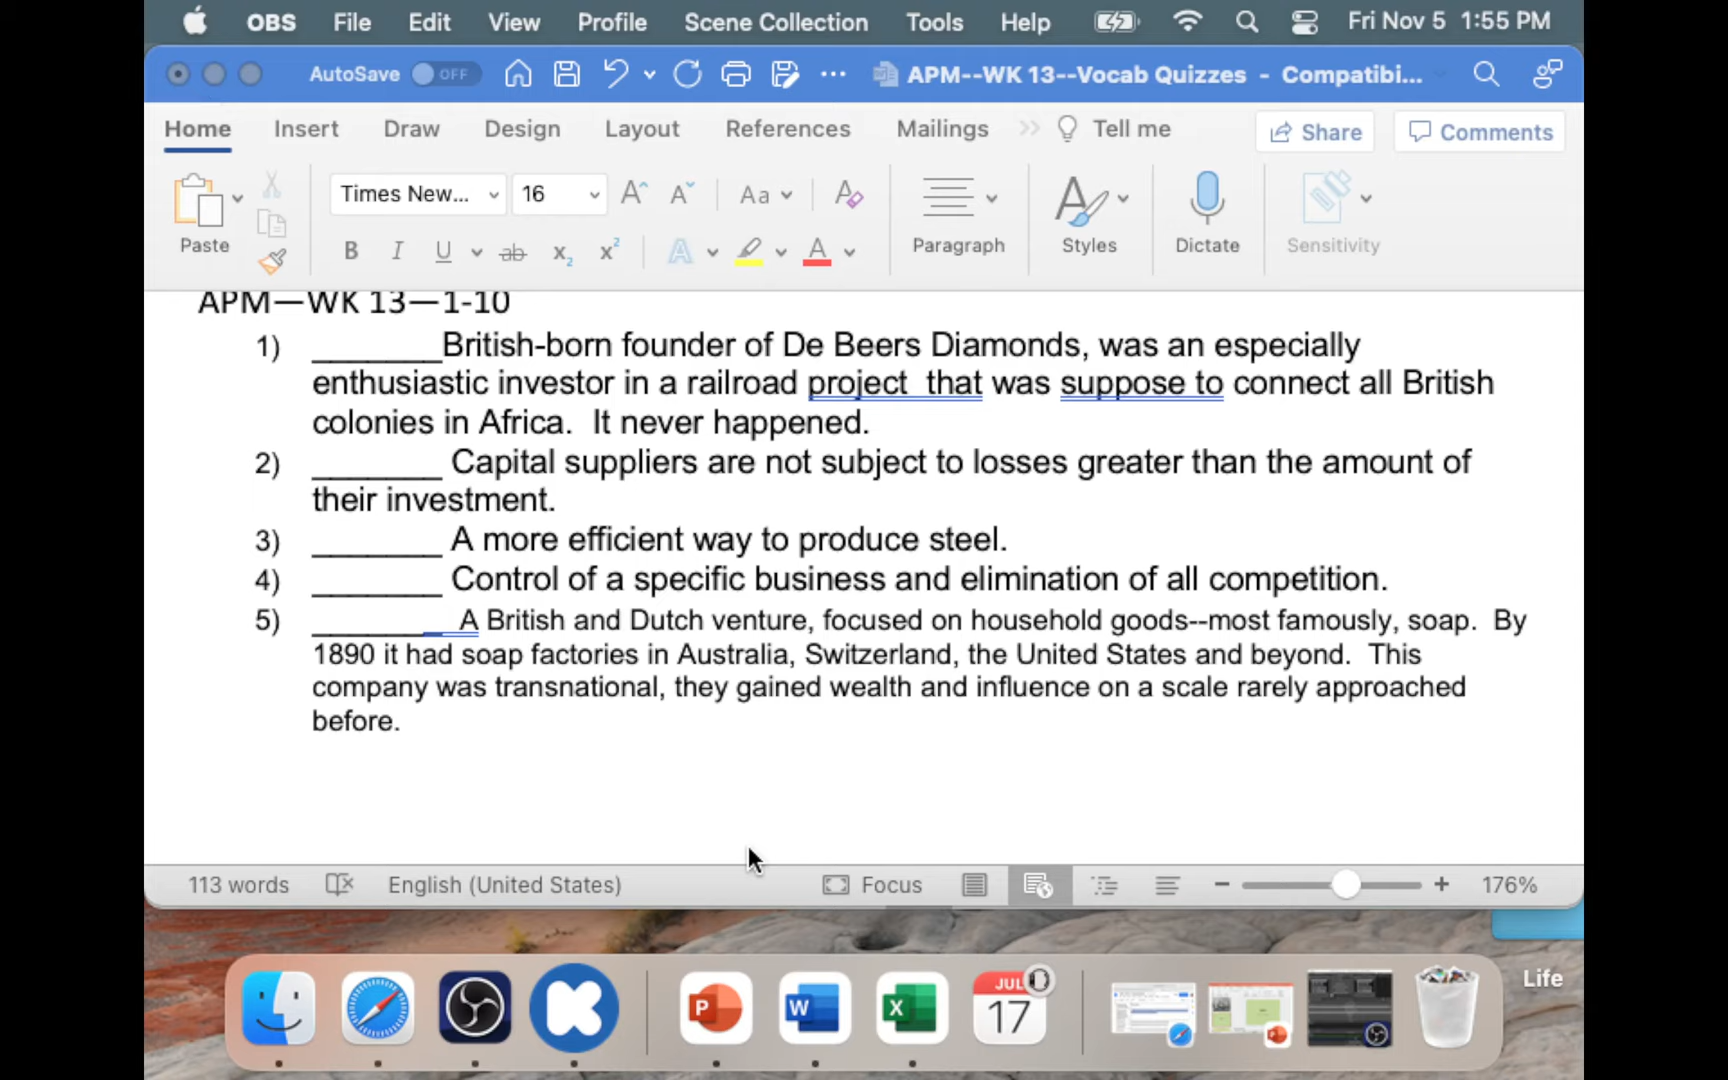 OBS File Edit View Profile Scene Collection Tools Help Fri Nov 5 1:55 PM
AutoSave OFF ... APM--WK 13--Vocab Quizzes - Compatibi...
Home Insert Draw Design Layout References Mailings >> Tell me Share Comments
Times New... 16 A A Aa A
Paste B I U ab x2 x2 A A Paragraph Styles Dictate Sensitivity
APM—WK 13—1-10
1) _______British-born founder of De Beers Diamonds, was an especially
enthusiastic investor in a railroad project  that was suppose to connect all British
colonies in Africa.  It never happened.
2) _______ Capital suppliers are not subject to losses greater than the amount of
their investment.
3) _______ A more efficient way to produce steel.
4) _______ Control of a specific business and elimination of all competition.
5) _______ A British and Dutch venture, focused on household goods--most famously, soap.  By
1890 it had soap factories in Australia, Switzerland, the United States and beyond.  This
company was transnational, they gained wealth and influence on a scale rarely approached
before.
113 words English (United States) Focus − + 176%
Life
P W X JUL
17